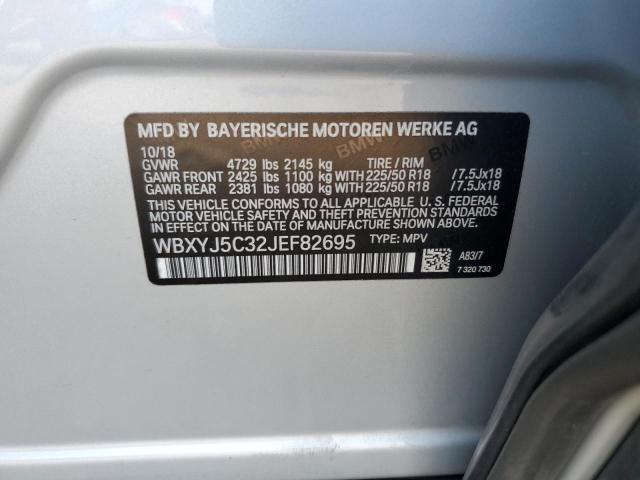 MFD BY BAYERISCHE MOTOREN WERKE AG
10/18
GVWR 4729 lbs 2145 kg TIRE / RIM
GAWR FRONT 2425 lbs 1100 kg WITH 225/50 R18 /7.5Jx18
GAWR REAR 2381 lbs 1080 kg WITH 225/50 R18 /7.5Jx18
THIS VEHICLE CONFORMS TO ALL APPLICABLE U. S. FEDERAL
MOTOR VEHICLE SAFETY, BUMPER, AND THEFT PREVENTION
STANDARDS IN EFFECT ON THE DATE OF MANUFACTURE SHOWN ABOVE.
WBXYJ5C32JEF82695 TYPE: MPV
A83/7
7 320 730